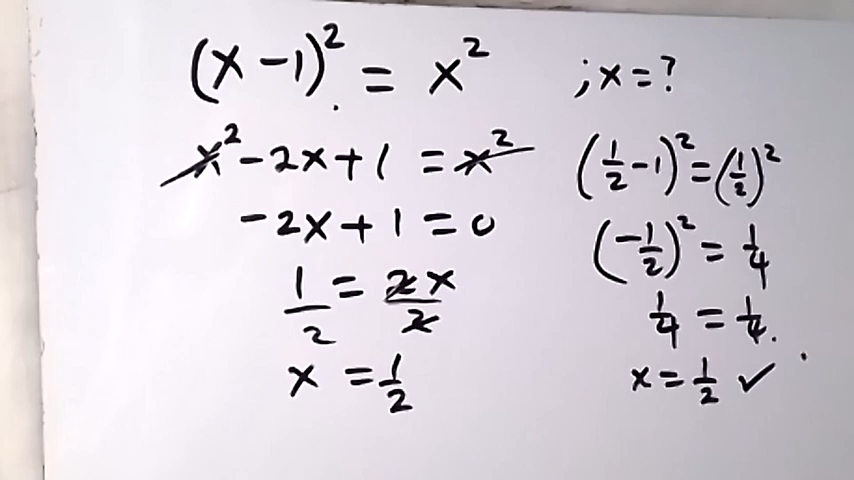 (x - 1)² = x² ; x = ?
x² - 2x + 1 = x²
-2x + 1 = 0
1/2 = 2x/2
x = 1/2
(1/2 - 1)² = (1/2)²
(-1/2)² = 1/4
1/4 = 1/4.
x = 1/2 ✓